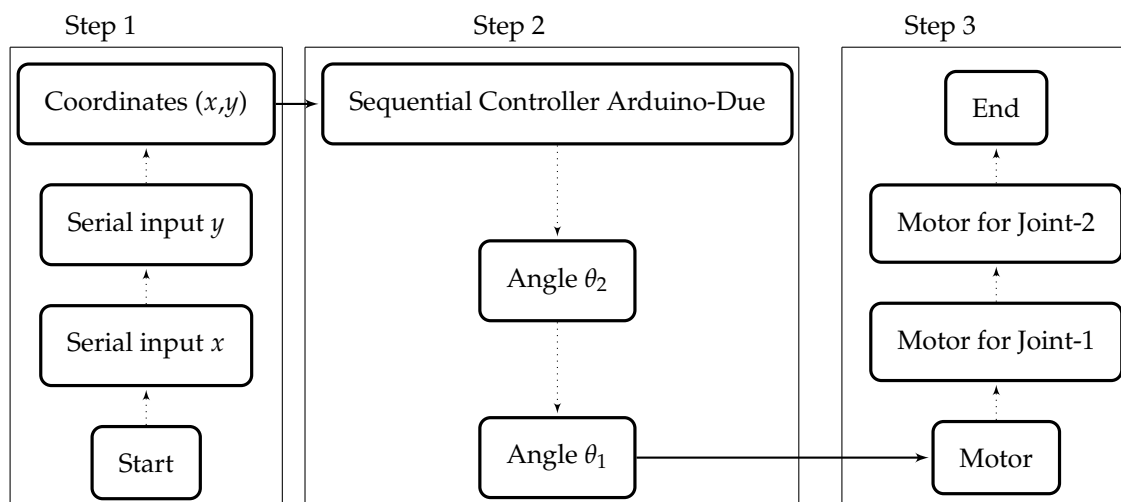 Step 1
Step 2
Step 3
Coordinates (x,y)
Sequential Controller Arduino-Due
End
Serial input y
Motor for Joint-2
Angle θ₂
Serial input x
Motor for Joint-1
Start
Angle θ₁
Motor